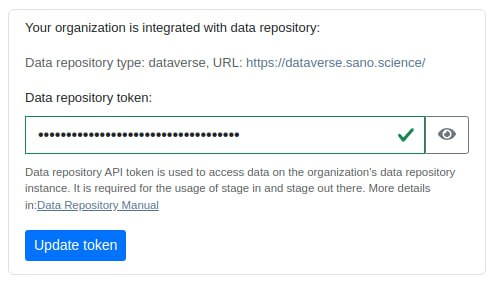 Your organization is integrated with data repository:
Data repository type: dataverse, URL: https://dataverse.sano.science/
Data repository token:
••••••••••••••••••••••••••••••••••••
Data repository API token is used to access data on the organization's data repository
instance. It is required for the usage of stage in and stage out there. More details
in:Data Repository Manual
Update token